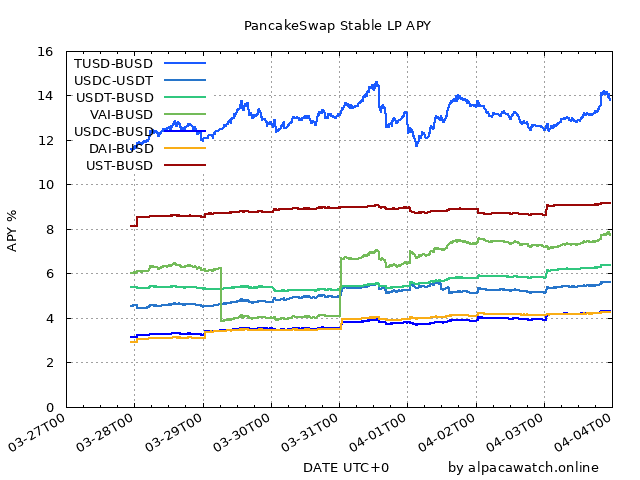 PancakeSwap Stable LP APY
16
14
12
10
8
6
4
2
0
APY %
TUSD-BUSD
USDC-USDT
USDT-BUSD
VAI-BUSD
USDC-BUSD
DAI-BUSD
UST-BUSD
03-27T00
03-28T00
03-29T00
03-30T00
03-31T00
04-01T00
04-02T00
04-03T00
04-04T00
DATE UTC+0
by alpacawatch.online